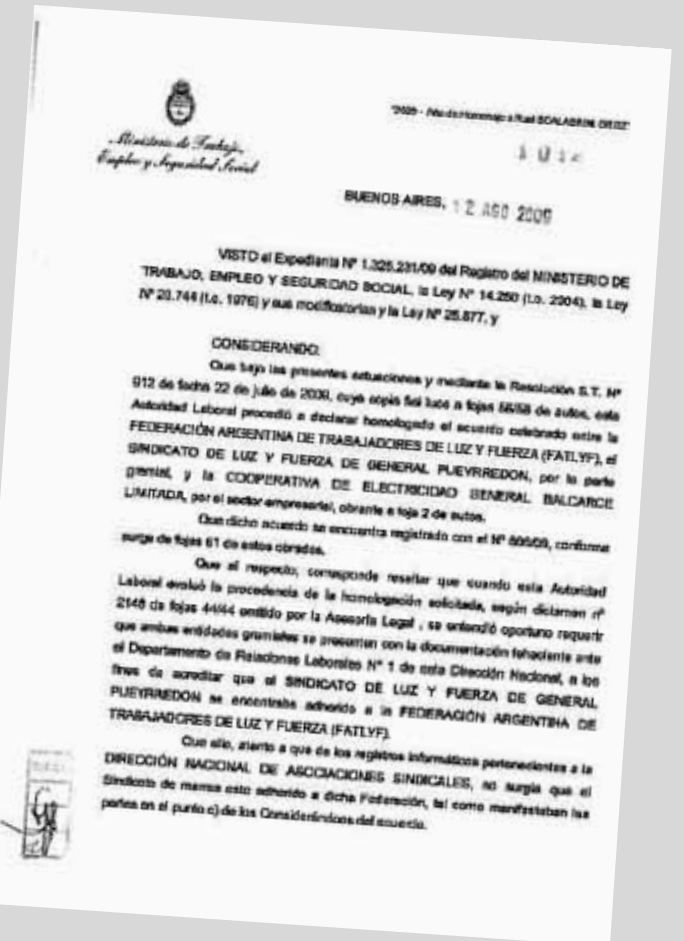 "2009 - Año de Homenaje a Raúl SCALABRINI ORTIZ"
Ministerio de Trabajo,
Empleo y Seguridad Social
BUENOS AIRES, 12 AGO 2009
VISTO el Expediente Nº 1.325.231/09 del Registro del MINISTERIO DE
TRABAJO, EMPLEO Y SEGURIDAD SOCIAL, la Ley Nº 14.250 (t.o. 2004), la Ley
Nº 20.744 (t.o. 1976) y sus modificatorias y la Ley Nº 25.877, y
CONSIDERANDO:
Que bajo las presentes actuaciones y mediante la Resolución S.T. Nº
912 de fecha 22 de julio de 2009, cuya copia fiel luce a fojas 56/58 de autos, esta
Autoridad Laboral procedió a declarar homologado el acuerdo celebrado entre la
FEDERACIÓN ARGENTINA DE TRABAJADORES DE LUZ Y FUERZA (FATLYF), el
SINDICATO DE LUZ Y FUERZA DE GENERAL PUEYRREDON, por la parte
gremial, y la COOPERATIVA DE ELECTRICIDAD GENERAL BALCARCE
LIMITADA, por el sector empresarial, obrante a foja 2 de autos.
Que dicho acuerdo se encuentra registrado con el Nº conforme
surge de fojas 61 de estos obrados.
Que al respecto, corresponde resaltar que cuando esta Autoridad
Laboral evaluó la procedencia de la homologación solicitada, según dictamen nº
2148 de fojas 44/44 emitido por la Asesoría Legal , se entendió oportuno requerir
que ambas entidades gremiales se presenten con la documentación fehaciente ante
el Departamento de Relaciones Laborales Nº 1 de esta Dirección Nacional, a los
fines de acreditar que el SINDICATO DE LUZ Y FUERZA DE GENERAL
PUEYRREDON se encontraba adherido a la FEDERACIÓN ARGENTINA DE
TRABAJADORES DE LUZ Y FUERZA (FATLYF).
Que ello, atento a que de los registros informáticos pertenecientes a la
DIRECCIÓN NACIONAL DE ASOCIACIONES SINDICALES, no surgía que el
Sindicato de marras esté adherido a dicha Federación, tal como manifestaban las
partes en el punto c) de los Considerandos del acuerdo.